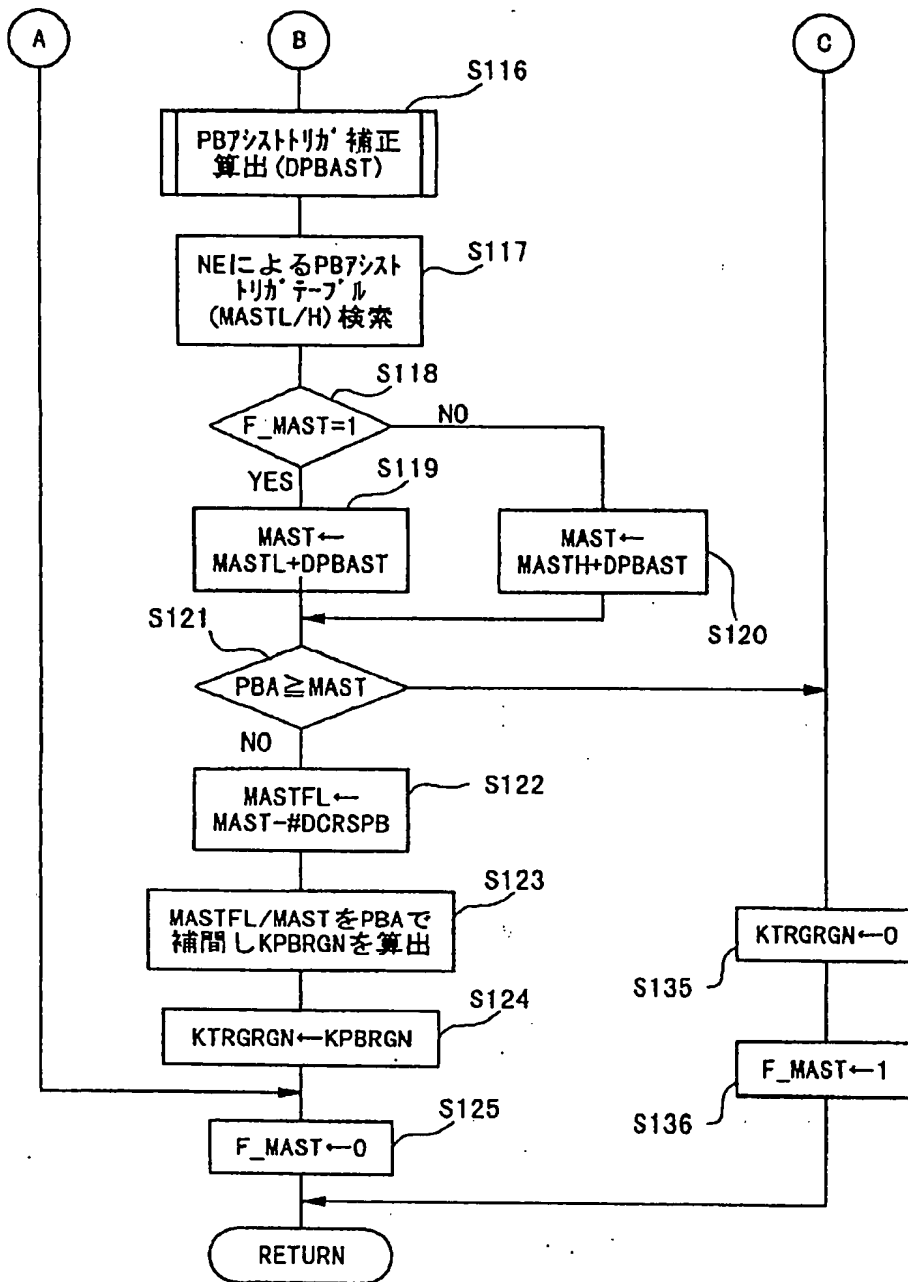 A
B
C
S116
PBアシストトリガ補正
算出(DPBAST)
S117
NEによるPBアシスト
トリガテーブル
(MASTL/H)検索
S118
F_MAST=1
NO
YES
S119
MAST←
MASTL+DPBAST
MAST←
MASTH+DPBAST
S120
S121
PBA≧MAST
NO
S122
MASTFL←
MAST-#DCRSPB
S123
MASTFL/MASTをPBAで
補間しKPBRGNを算出
KTRGRGN←0
S135
S124
KTRGRGN←KPBRGN
F_MAST←1
S136
S125
F_MAST←0
RETURN